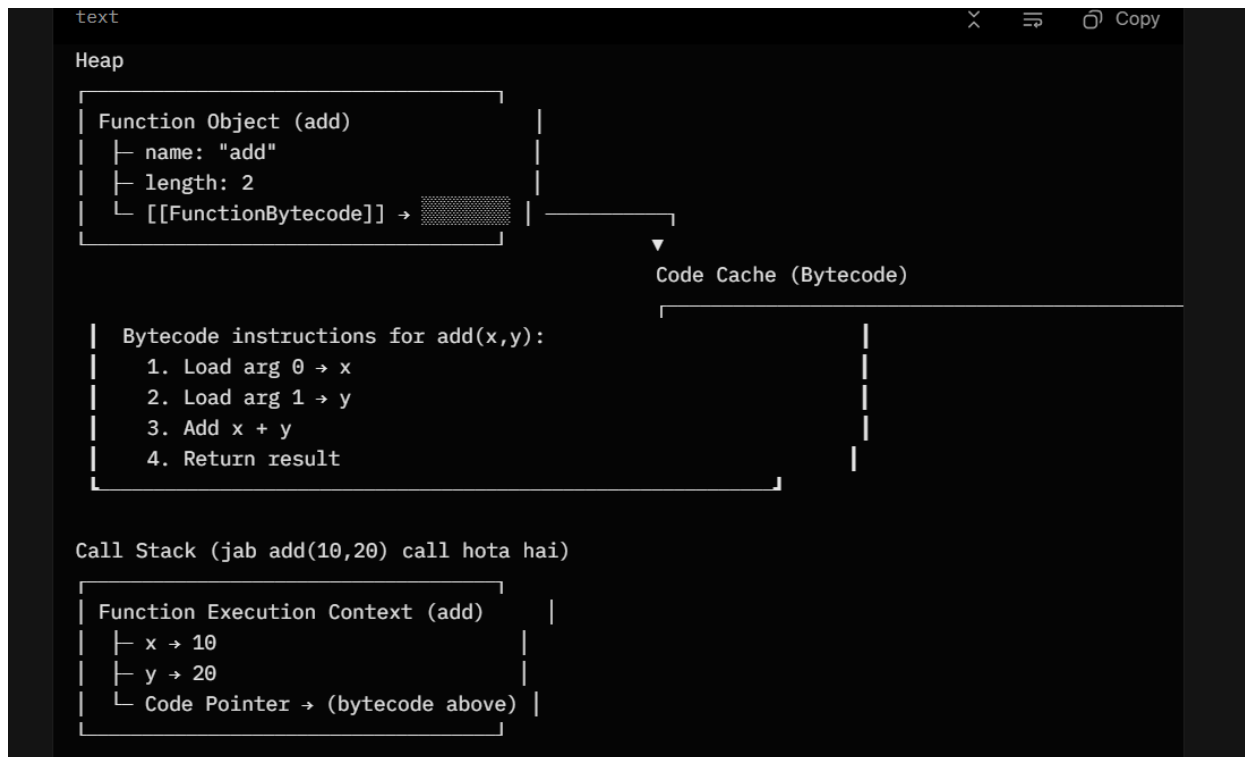 text
Copy
Heap
Function Object (add)
├─ name: "add"
├─ length: 2
└─ [[FunctionBytecode]] → ▒▒▒▒▒▒
▼
Code Cache (Bytecode)
Bytecode instructions for add(x,y):
1. Load arg 0 → x
2. Load arg 1 → y
3. Add x + y
4. Return result
Call Stack (jab add(10,20) call hota hai)
Function Execution Context (add)
├─ x → 10
├─ y → 20
└─ Code Pointer → (bytecode above)